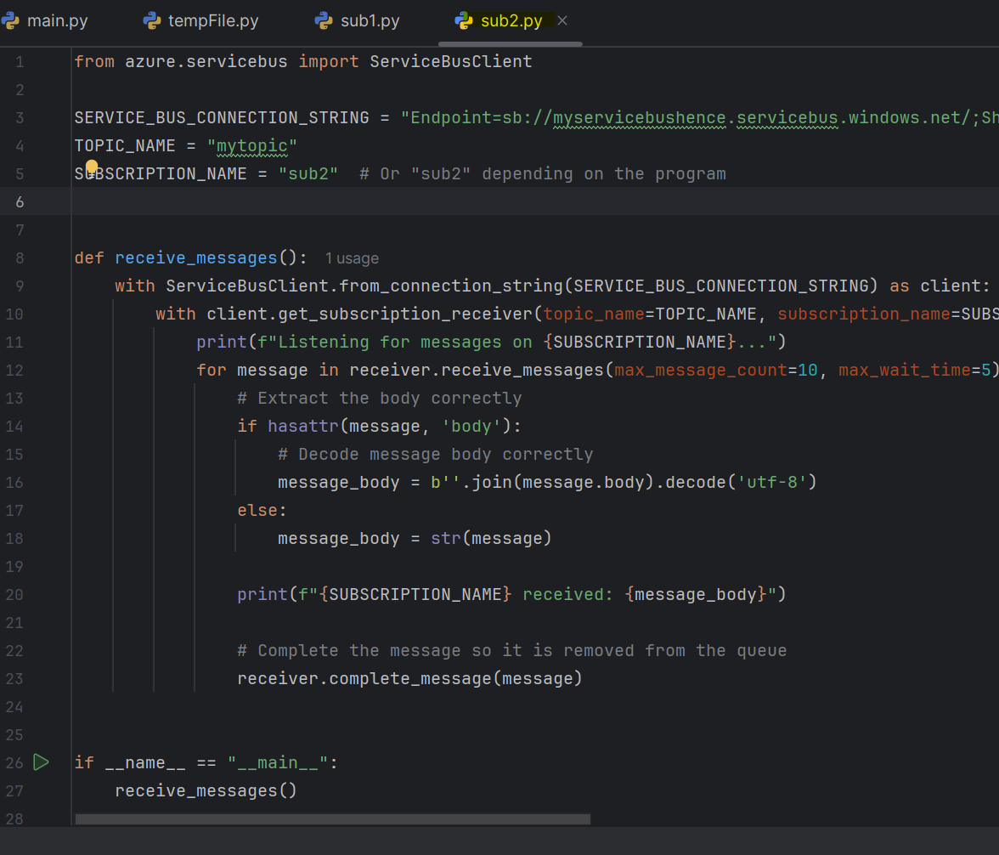 main.py tempFile.py sub1.py sub2.py
1 from azure.servicebus import ServiceBusClient
2
3 SERVICE_BUS_CONNECTION_STRING = "Endpoint=sb://myservicebushence.servicebus.windows.net/;Sh
4 TOPIC_NAME = "mytopic"
5 SUBSCRIPTION_NAME = "sub2"  # Or "sub2" depending on the program
6
7
8 def receive_messages():  1 usage
9     with ServiceBusClient.from_connection_string(SERVICE_BUS_CONNECTION_STRING) as client:
10         with client.get_subscription_receiver(topic_name=TOPIC_NAME, subscription_name=SUBS
11             print(f"Listening for messages on {SUBSCRIPTION_NAME}...")
12             for message in receiver.receive_messages(max_message_count=10, max_wait_time=5)
13                 # Extract the body correctly
14                 if hasattr(message, 'body'):
15                     # Decode message body correctly
16                     message_body = b''.join(message.body).decode('utf-8')
17                 else:
18                     message_body = str(message)
19
20                 print(f"{SUBSCRIPTION_NAME} received: {message_body}")
21
22                 # Complete the message so it is removed from the queue
23                 receiver.complete_message(message)
24
25
26 if __name__ == "__main__":
27     receive_messages()
28